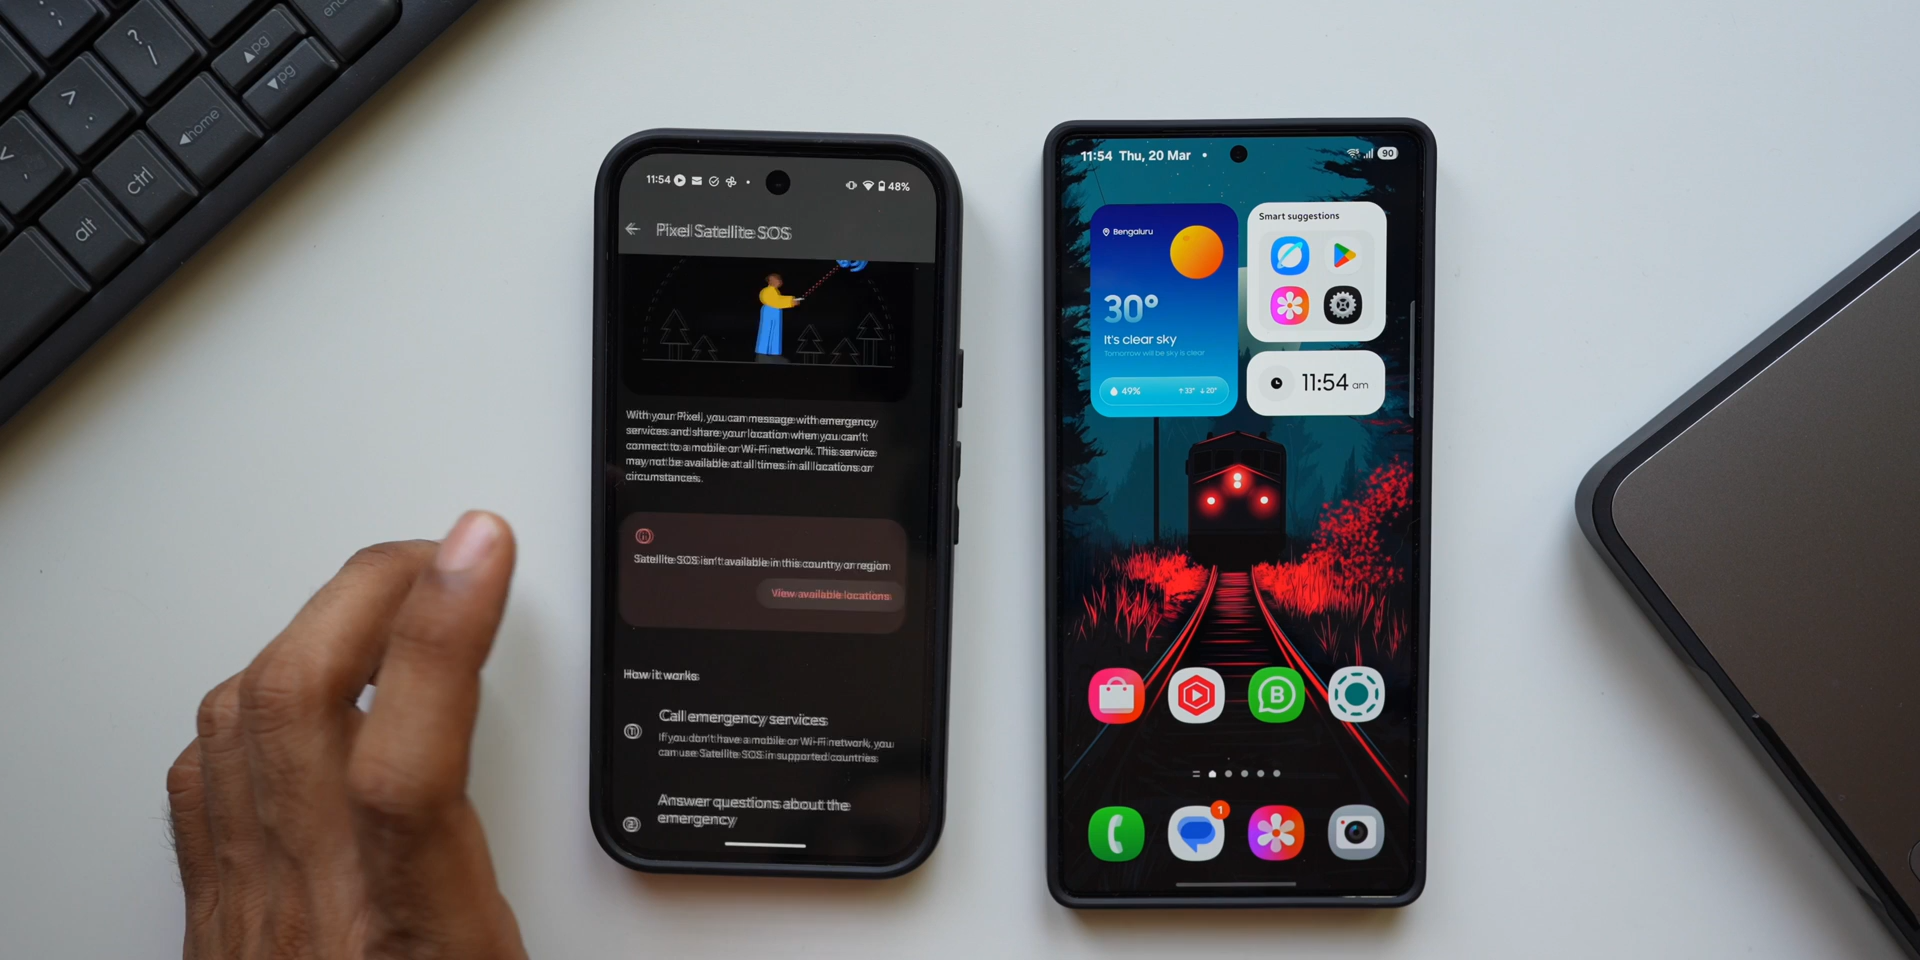 end
? /
▲pg
▼pg
> .
◀home
< ,
ctrl
alt
11:54
48%
Pixel Satellite SOS
With your Pixel, you can message with emergency
services and share your location when you can't
connect to a mobile or Wi-Fi network. This service
may not be available at all times in all locations or
circumstances.
Satellite SOS isn't available in this country or region
View available locations
How it works
1
Call emergency services
If you don't have a mobile or Wi-Fi network, you
can use Satellite SOS in supported countries
2
Answer questions about the
emergency
11:54 Thu, 20 Mar
90
Bengaluru
30°
It's clear sky
Tomorrow will be sky is clear
49%
↑33° ↓20°
Smart suggestions
11:54 am
B
1